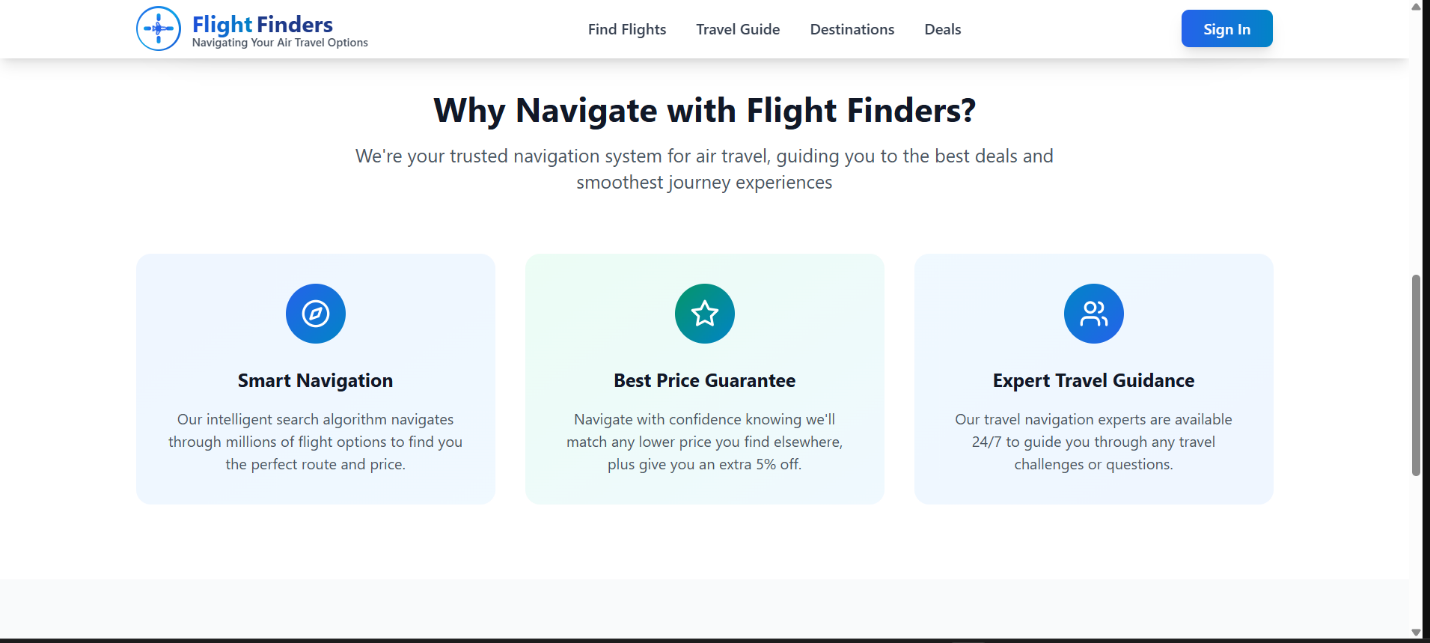 Flight Finders
Navigating Your Air Travel Options
Find Flights
Travel Guide
Destinations
Deals
Sign In
Why Navigate with Flight Finders?
We're your trusted navigation system for air travel, guiding you to the best deals and
smoothest journey experiences
Smart Navigation
Our intelligent search algorithm navigates
through millions of flight options to find you
the perfect route and price.
Best Price Guarantee
Navigate with confidence knowing we'll
match any lower price you find elsewhere,
plus give you an extra 5% off.
Expert Travel Guidance
Our travel navigation experts are available
24/7 to guide you through any travel
challenges or questions.